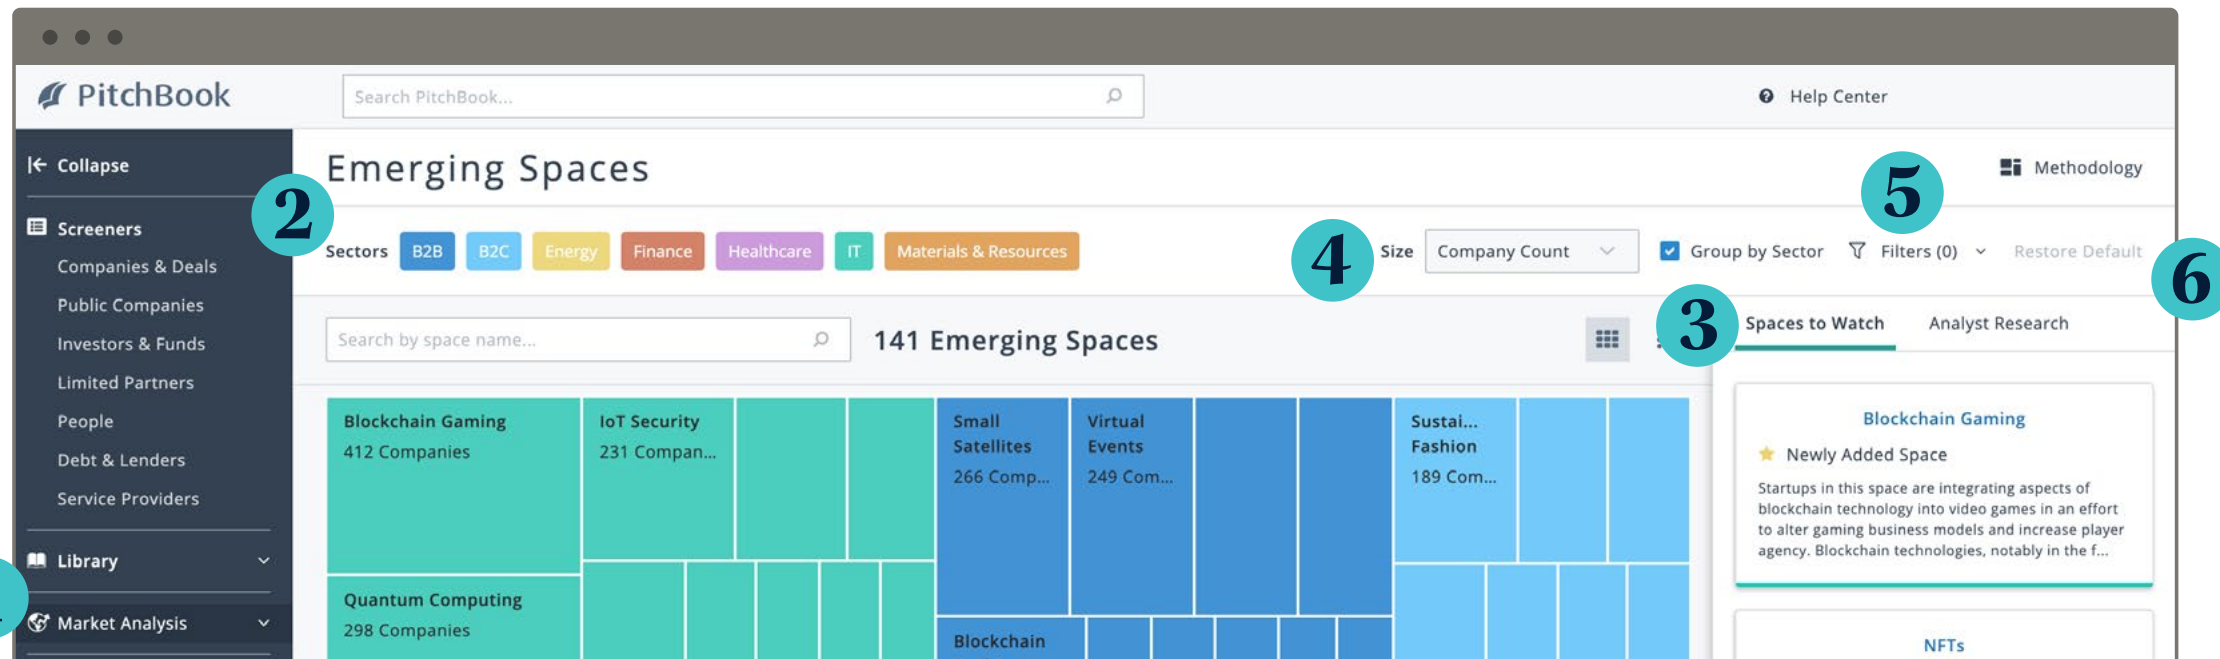 PitchBook
Search PitchBook...
Help Center
Collapse
Emerging Spaces
Methodology
5
2
Screeners
Companies & Deals
Public Companies
Investors & Funds
Limited Partners
People
Debt & Lenders
Service Providers
Library
Market Analysis
Sectors B2B B2C Energy Finance Healthcare IT Materials & Resources
4
Size Company Count
Group by Sector
Filters (0)
Restore Default
6
Search by space name...
141 Emerging Spaces
3
Spaces to Watch
Analyst Research
Blockchain Gaming
412 Companies
IoT Security
231 Compan...
Small
Satellites
266 Comp...
Virtual
Events
249 Com...
Sustai...
Fashion
189 Com...
Quantum Computing
298 Companies
Blockchain
Blockchain Gaming
Newly Added Space
Startups in this space are integrating aspects of
blockchain technology into video games in an effort
to alter gaming business models and increase player
agency. Blockchain technologies, notably in the f...
NFTs